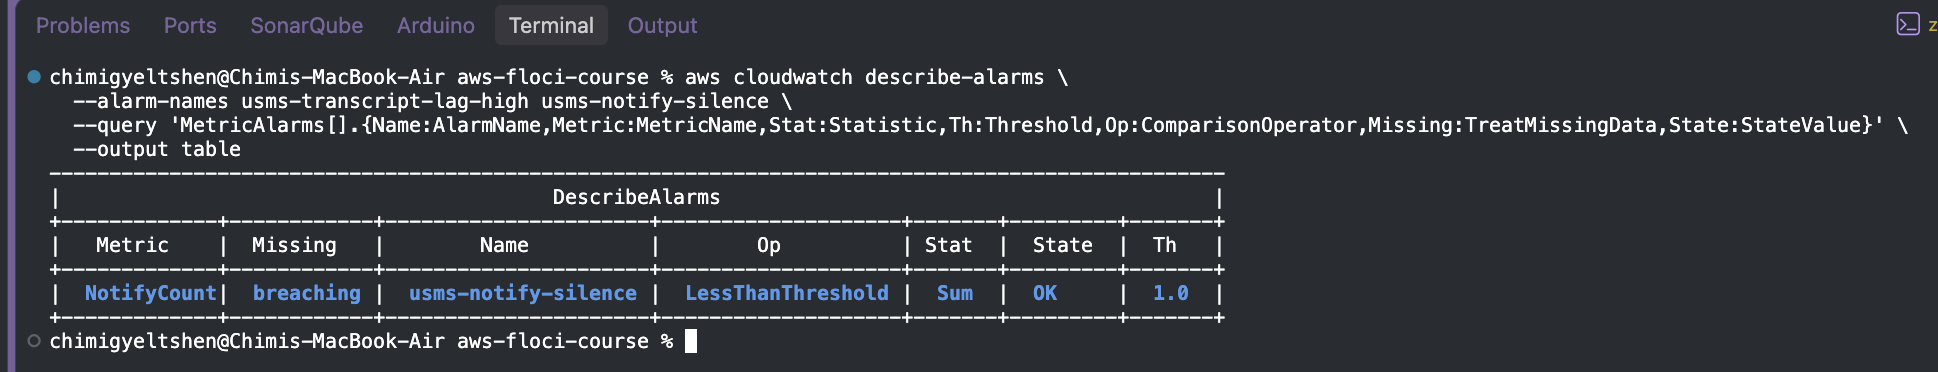 Problems Ports SonarQube Arduino Terminal Output z
chimigyeltshen@Chimis-MacBook-Air aws-floci-course % aws cloudwatch describe-alarms \
--alarm-names usms-transcript-lag-high usms-notify-silence \
--query 'MetricAlarms[].{Name:AlarmName,Metric:MetricName,Stat:Statistic,Th:Threshold,Op:ComparisonOperator,Missing:TreatMissingData,State:StateValue}' \
--output table
--------------------------------------------------------------------------------------------------
| DescribeAlarms |
+-------------+------------+----------------------+--------------------+-------+---------+-------+
| Metric | Missing | Name | Op | Stat | State | Th |
+-------------+------------+----------------------+--------------------+-------+---------+-------+
| NotifyCount| breaching | usms-notify-silence | LessThanThreshold | Sum | OK | 1.0 |
+-------------+------------+----------------------+--------------------+-------+---------+-------+
chimigyeltshen@Chimis-MacBook-Air aws-floci-course %